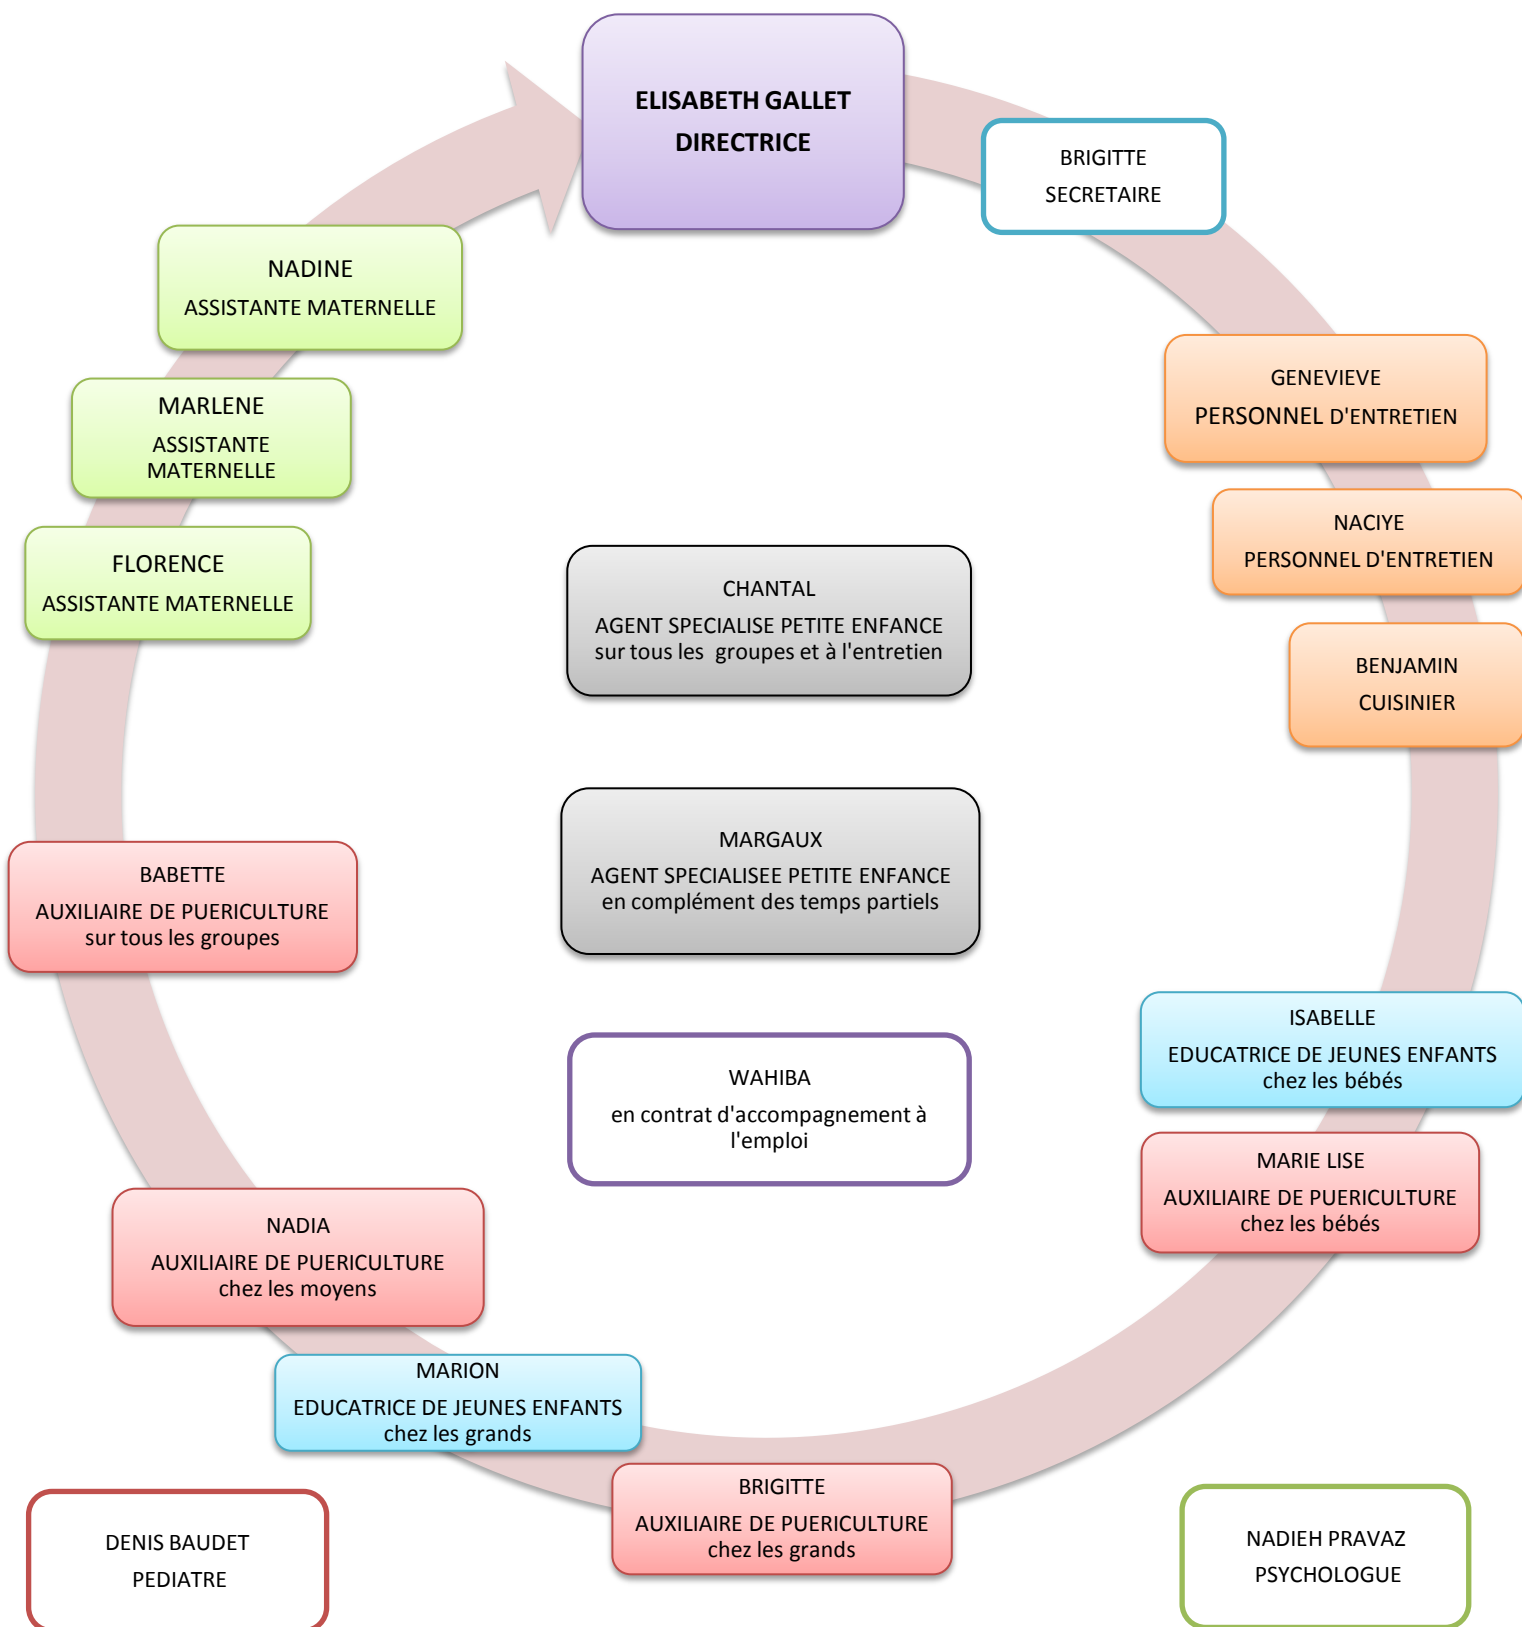 ELISABETH GALLET
DIRECTRICE
BRIGITTE
SECRETAIRE
NADINE
ASSISTANTE MATERNELLE
GENEVIEVE
PERSONNEL D'ENTRETIEN
MARLENE
ASSISTANTE
MATERNELLE
NACIYE
PERSONNEL D'ENTRETIEN
FLORENCE
ASSISTANTE MATERNELLE
CHANTAL
AGENT SPECIALISE PETITE ENFANCE
sur tous les  groupes et à l'entretien
BENJAMIN
CUISINIER
MARGAUX
AGENT SPECIALISEE PETITE ENFANCE
en complément des temps partiels
BABETTE
AUXILIAIRE DE PUERICULTURE
sur tous les groupes
ISABELLE
EDUCATRICE DE JEUNES ENFANTS
chez les bébés
WAHIBA
en contrat d'accompagnement à
l'emploi
MARIE LISE
AUXILIAIRE DE PUERICULTURE
chez les bébés
NADIA
AUXILIAIRE DE PUERICULTURE
chez les moyens
MARION
EDUCATRICE DE JEUNES ENFANTS
chez les grands
BRIGITTE
AUXILIAIRE DE PUERICULTURE
chez les grands
DENIS BAUDET
PEDIATRE
NADIEH PRAVAZ
PSYCHOLOGUE